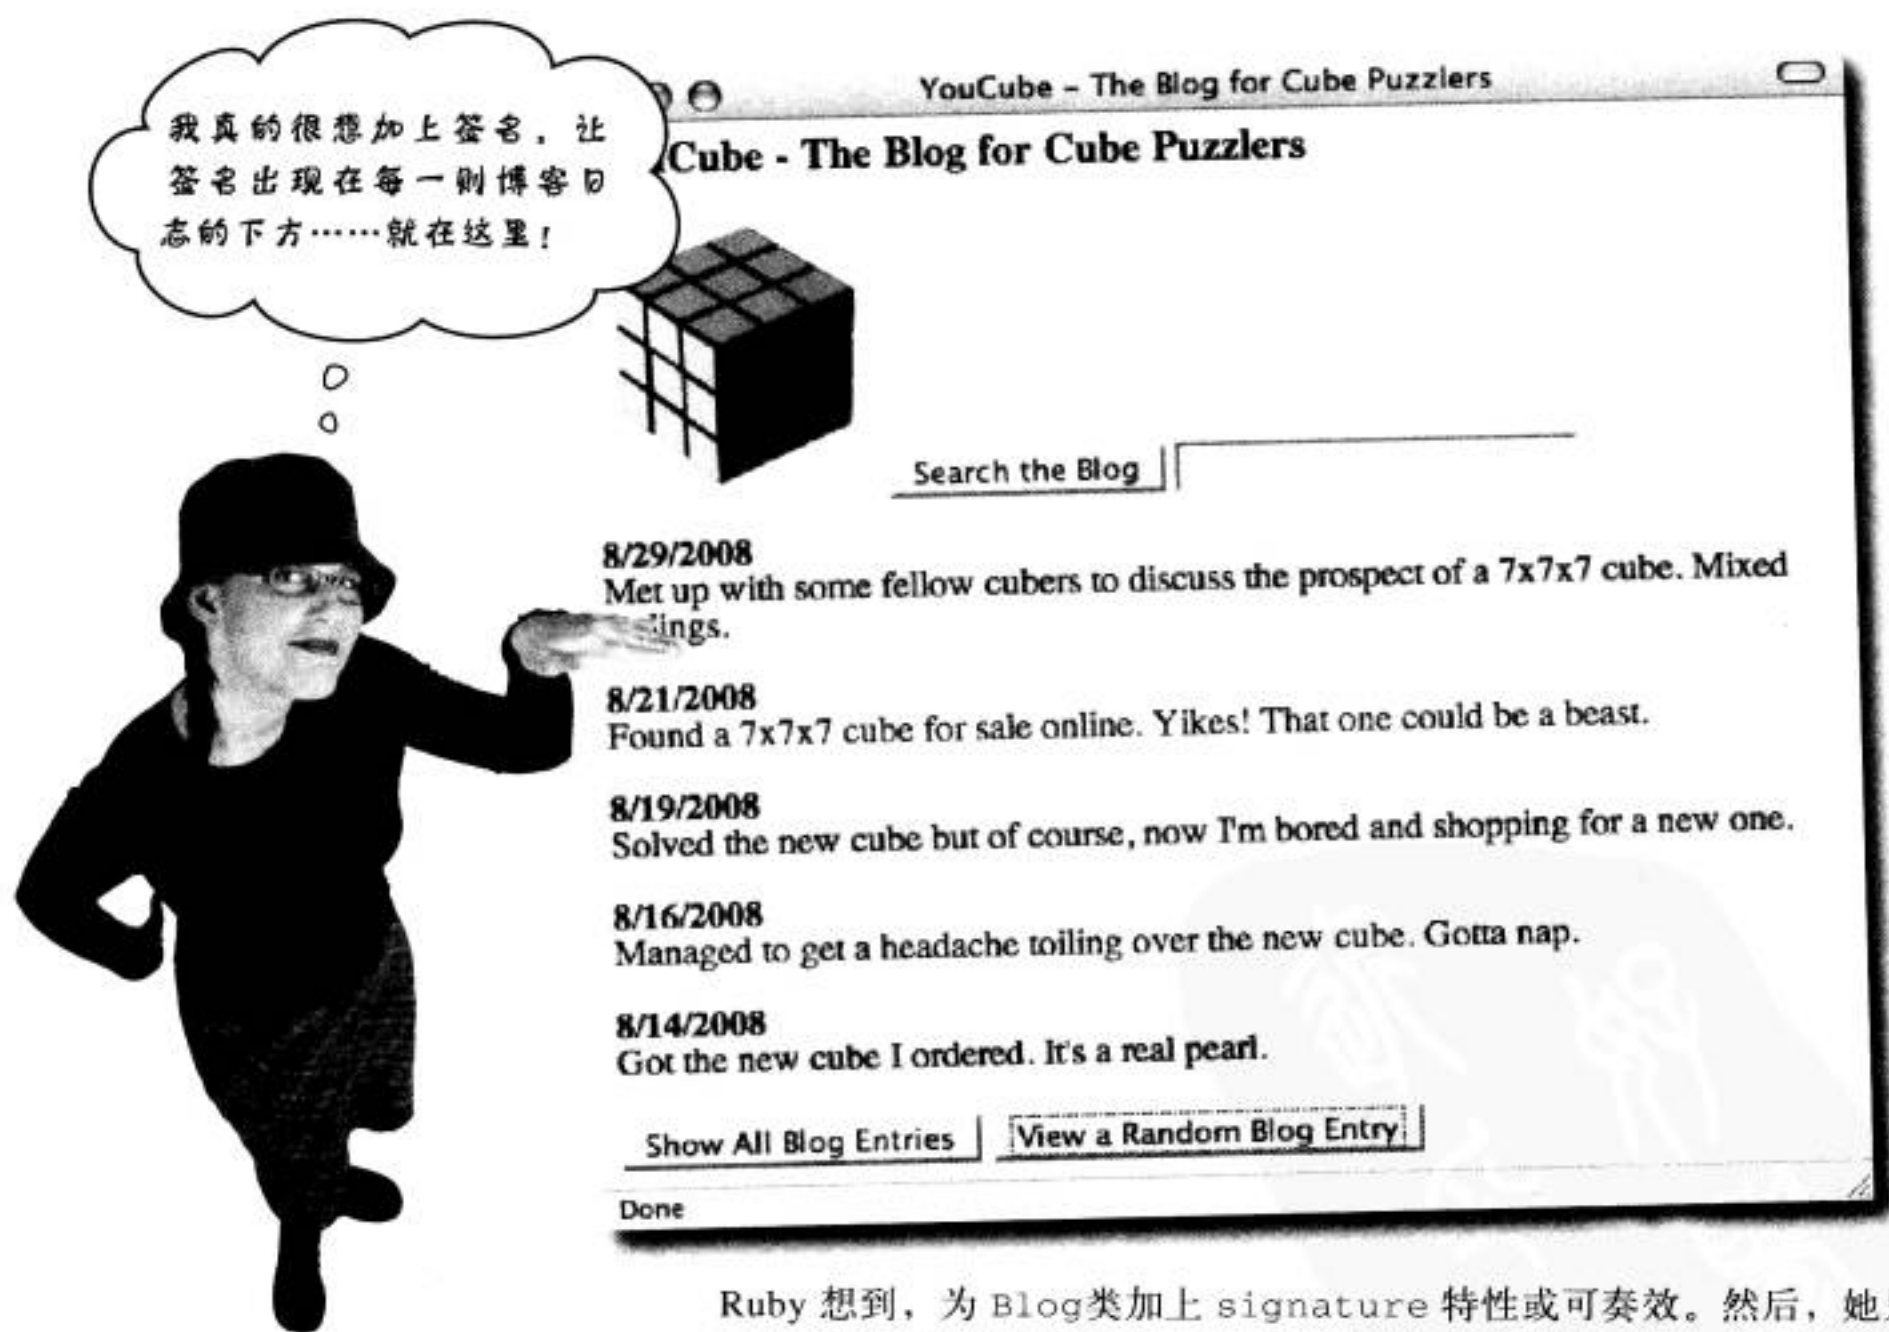 我真的很想加上签名，让
签名出现在每一则博客日
志的下方……就在这里！
YouCube – The Blog for Cube Puzzlers
Cube - The Blog for Cube Puzzlers
Search the Blog
8/29/2008
Met up with some fellow cubers to discuss the prospect of a 7x7x7 cube. Mixed
lings.
8/21/2008
Found a 7x7x7 cube for sale online. Yikes! That one could be a beast.
8/19/2008
Solved the new cube but of course, now I'm bored and shopping for a new one.
8/16/2008
Managed to get a headache toiling over the new cube. Gotta nap.
8/14/2008
Got the new cube I ordered. It's a real pearl.
Show All Blog Entries
View a Random Blog Entry
Done
Ruby 想到，为 Blog类加上 signature 特性或可奏效。然后，她